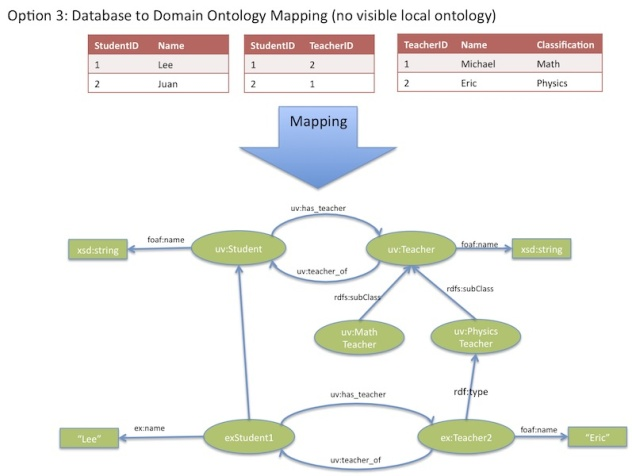 Option 3: Database to Domain Ontology Mapping (no visible local ontology)
StudentID Name
1 Lee
2 Juan
StudentID TeacherID
1 2
2 1
TeacherID Name Classification
1 Michael Math
2 Eric Physics
Mapping
uv:has_teacher
xsd:string
foaf:name
uv:Student
uv:Teacher
foaf:name
xsd:string
uv:teacher_of
rdfs:subClass
rdfs:subClass
uv:Math
Teacher
uv:Physics
Teacher
rdf:type
uv:has_teacher
"Lee"
ex:name
exStudent1
ex:Teacher2
foaf:name
"Eric"
uv:teacher_of